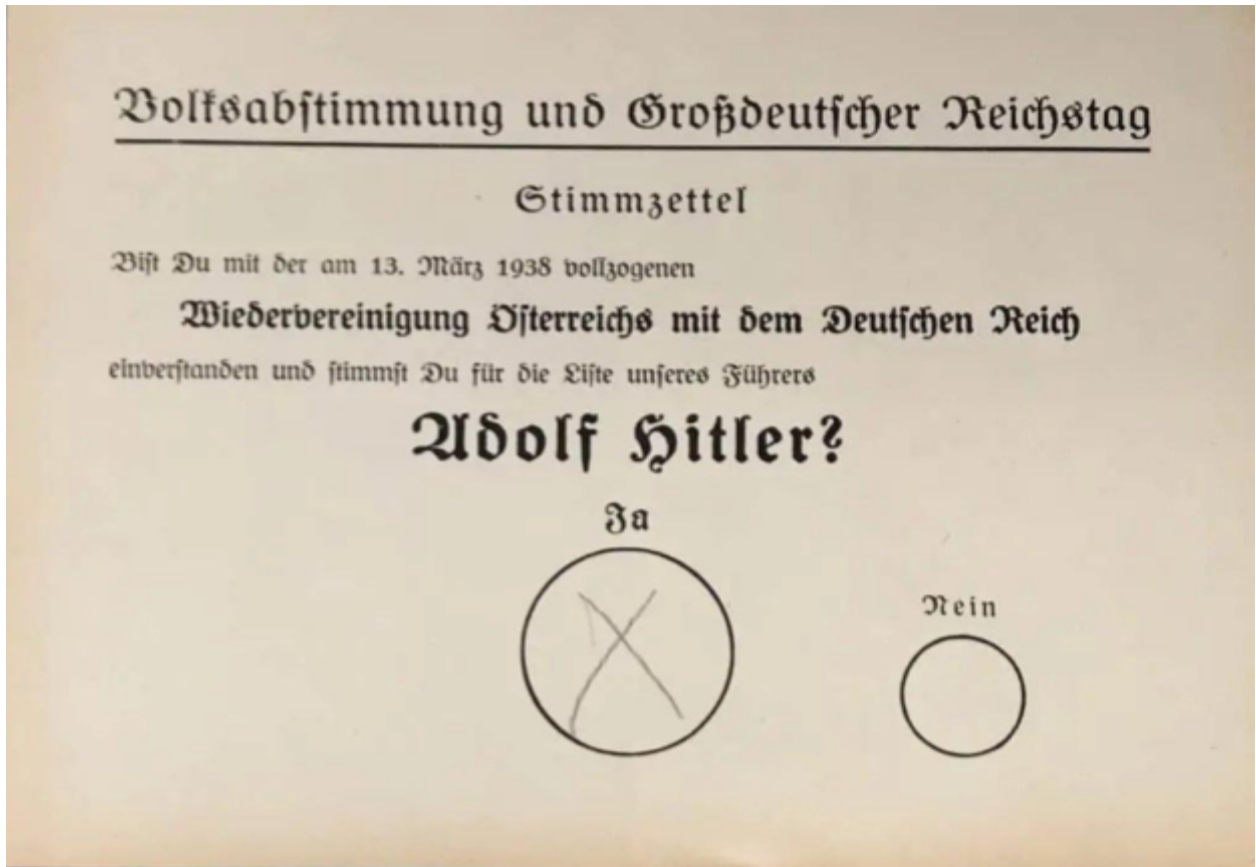 Volksabstimmung und Großdeutscher Reichstag
Stimmzettel
Bist Du mit der am 13. März 1938 vollzogenen
Wiedervereinigung Österreichs mit dem Deutschen Reich
einverstanden und stimmst Du für die Liste unseres Führers
Adolf Hitler?
Ja
Nein